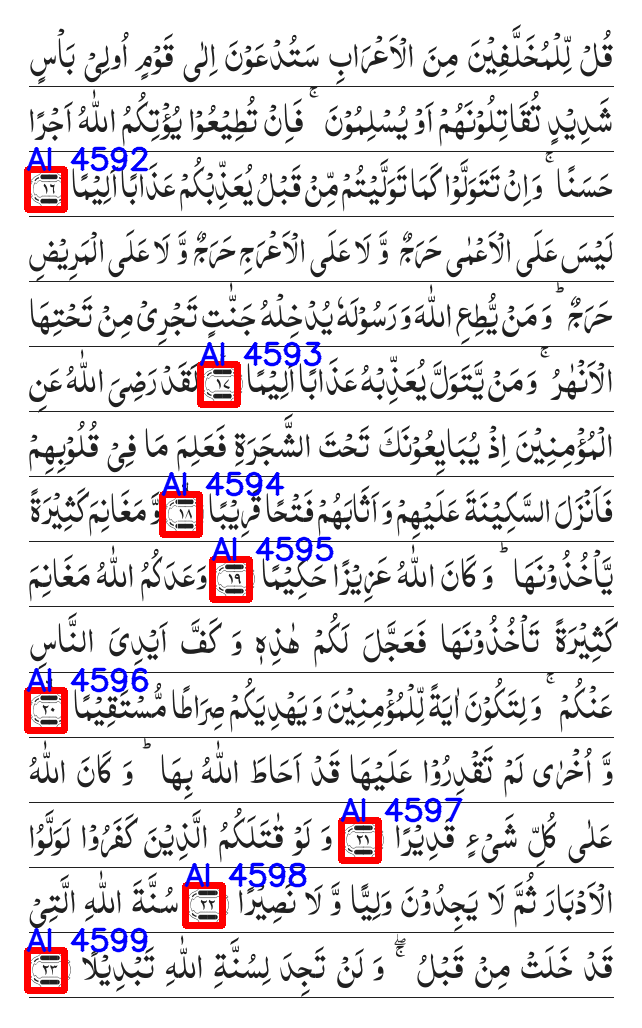 قُلْ لِّلْمُخَلَّفِيْنَ مِنَ الْاَعْرَابِ سَتُدْعَوْنَ اِلٰى قَوْمٍ اُولِيْ بَاْسٍ
شَدِيْدٍ تُقَاتِلُوْنَهُمْ اَوْ يُسْلِمُوْنَ ۚ فَاِنْ تُطِيْعُوْا يُؤْتِكُمُ اللّٰهُ اَجْرًا
حَسَنًا ۚ وَاِنْ تَتَوَلَّوْا كَمَا تَوَلَّيْتُمْ مِّنْ قَبْلُ يُعَذِّبْكُمْ عَذَابًا اَلِيْمًا ١٦ AI 4592
لَيْسَ عَلَى الْاَعْمٰى حَرَجٌ وَّ لَا عَلَى الْاَعْرَجِ حَرَجٌ وَّ لَا عَلَى الْمَرِيْضِ
حَرَجٌ ؕ وَ مَنْ يُّطِعِ اللّٰهَ وَ رَسُوْلَهٗ يُدْخِلْهُ جَنّٰتٍ تَجْرِيْ مِنْ تَحْتِهَا
الْاَنْهٰرُ ۚ وَ مَنْ يَّتَوَلَّ يُعَذِّبْهُ عَذَابًا اَلِيْمًا ١٧ AI 4593 لَقَدْ رَضِيَ اللّٰهُ عَنِ
الْمُؤْمِنِيْنَ اِذْ يُبَايِعُوْنَكَ تَحْتَ الشَّجَرَةِ فَعَلِمَ مَا فِيْ قُلُوْبِهِمْ
فَاَنْزَلَ السَّكِيْنَةَ عَلَيْهِمْ وَ اَثَابَهُمْ فَتْحًا قَرِيْبًا ١٨ AI 4594 وَّ مَغَانِمَ كَثِيْرَةً
يَّاْخُذُوْنَهَا ؕ وَ كَانَ اللّٰهُ عَزِيْزًا حَكِيْمًا ١٩ AI 4595 وَعَدَكُمُ اللّٰهُ مَغَانِمَ
كَثِيْرَةً تَاْخُذُوْنَهَا فَعَجَّلَ لَكُمْ هٰذِهٖ وَ كَفَّ اَيْدِيَ النَّاسِ
عَنْكُمْ ۚ وَ لِتَكُوْنَ اٰيَةً لِّلْمُؤْمِنِيْنَ وَ يَهْدِيَكُمْ صِرَاطًا مُّسْتَقِيْمًا ٢٠ AI 4596
وَّ اُخْرٰى لَمْ تَقْدِرُوْا عَلَيْهَا قَدْ اَحَاطَ اللّٰهُ بِهَا ؕ وَ كَانَ اللّٰهُ
عَلٰى كُلِّ شَيْءٍ قَدِيْرًا ٢١ AI 4597 وَ لَوْ قٰتَلَكُمُ الَّذِيْنَ كَفَرُوْا لَوَلَّوُا
الْاَدْبَارَ ثُمَّ لَا يَجِدُوْنَ وَلِيًّا وَّ لَا نَصِيْرًا ٢٢ AI 4598 سُنَّةَ اللّٰهِ الَّتِيْ
قَدْ خَلَتْ مِنْ قَبْلُ ۖۚ وَ لَنْ تَجِدَ لِسُنَّةِ اللّٰهِ تَبْدِيْلًا ٢٣ AI 4599